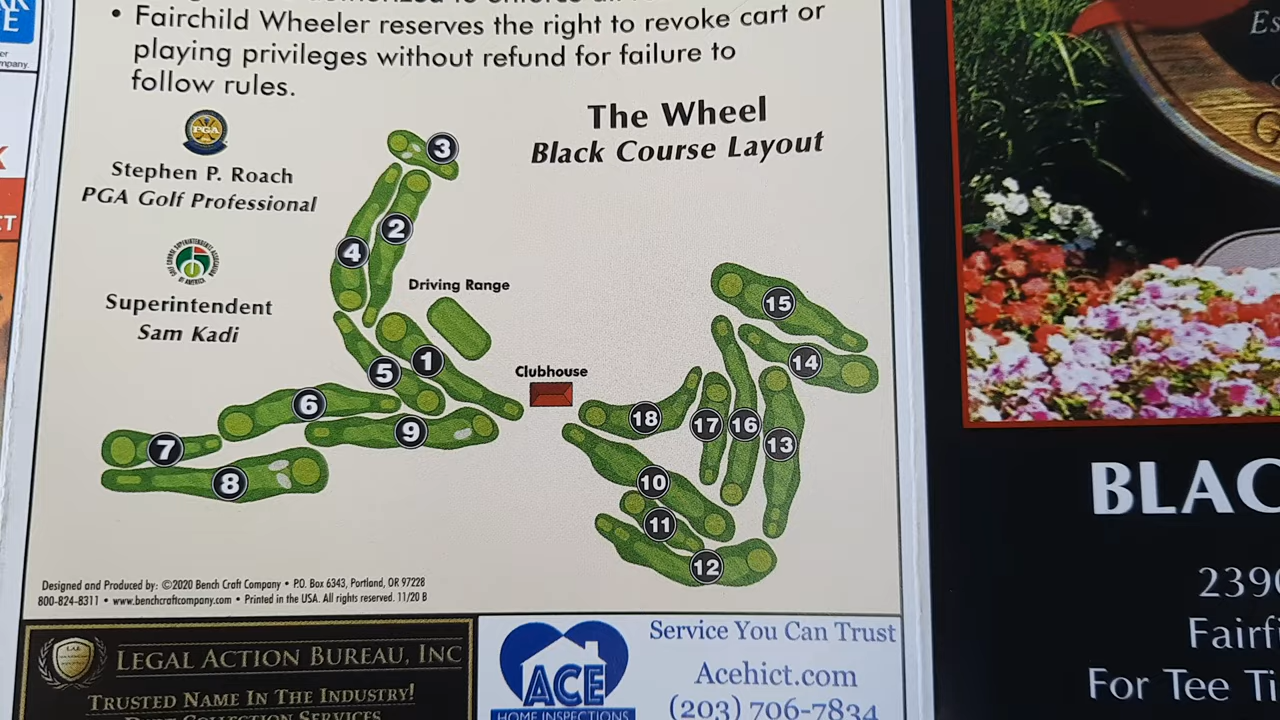 • Fairchild Wheeler reserves the right to revoke cart or
playing privileges without refund for failure to
follow rules.
The Wheel
Black Course Layout
PGA
Stephen P. Roach
PGA Golf Professional
Superintendent
Sam Kadi
3
2
4
Driving Range
15
1
14
5
Clubhouse
6
18
17
16
9
13
7
8
10
11
12
Designed and Produced by: ©2020 Bench Craft Company • P.O. Box 6343, Portland, OR 97228
800-824-8311 • www.benchcraftcompany.com • Printed in the USA. All rights reserved. 11/20 B
LEGAL ACTION BUREAU, INC
TRUSTED NAME IN THE INDUSTRY!
ACE
HOME INSPECTIONS
Service You Can Trust
Acehict.com
(203) 706-7834
BLAC
239
Fairf
For Tee Ti